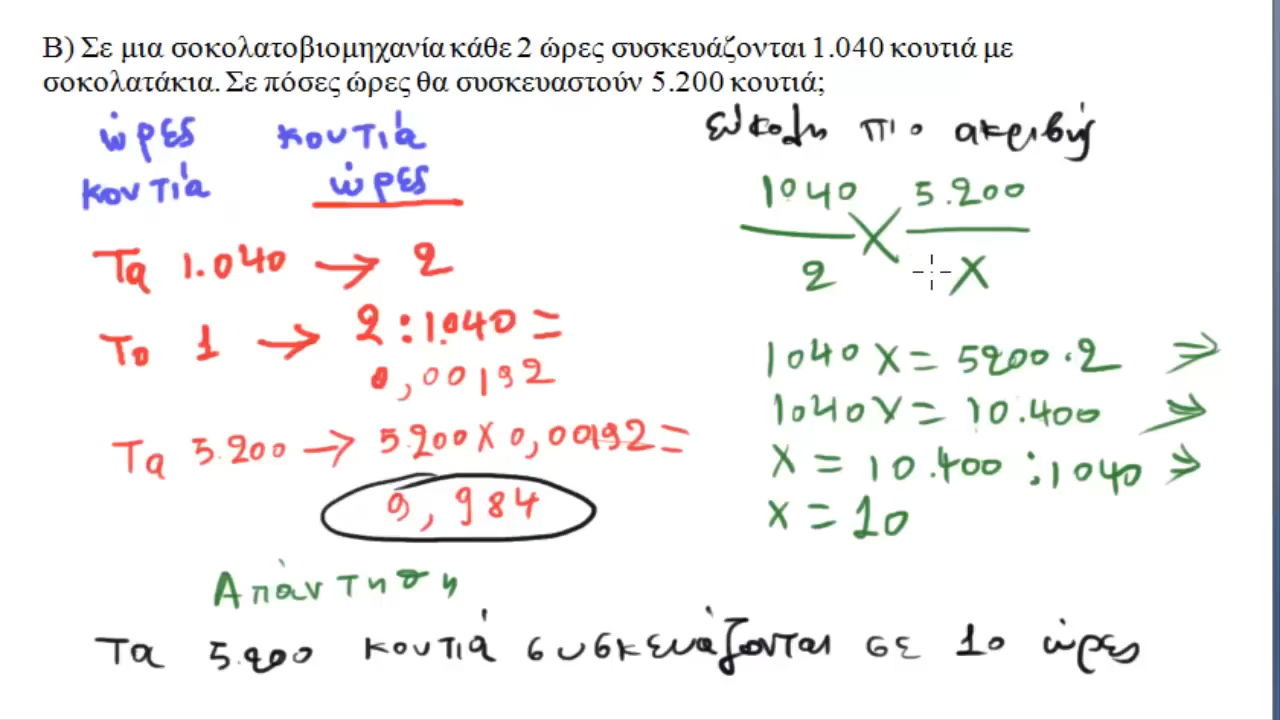 Β) Σε μια σοκολατοβιομηχανία κάθε 2 ώρες συσκευάζονται 1.040 κουτιά με
σοκολατάκια. Σε πόσες ώρες θα συσκευαστούν 5.200 κουτιά;
ώρες κουτιά
κουτιά ώρες
Τα 1.040 → 2
Το 1 → 2 : 1.040 =
0,00192
Τα 5.200 → 5.200 x 0,00192 =
9,984
εύκολη πιο ακριβής
1040 5.200
2 x
1040 x = 5200 . 2 ⇒
1040 x = 10.400 ⇒
x = 10.400 : 1040 ⇒
x = 10
Απάντηση
Τα 5.200 κουτιά συσκευάζονται σε 10 ώρες